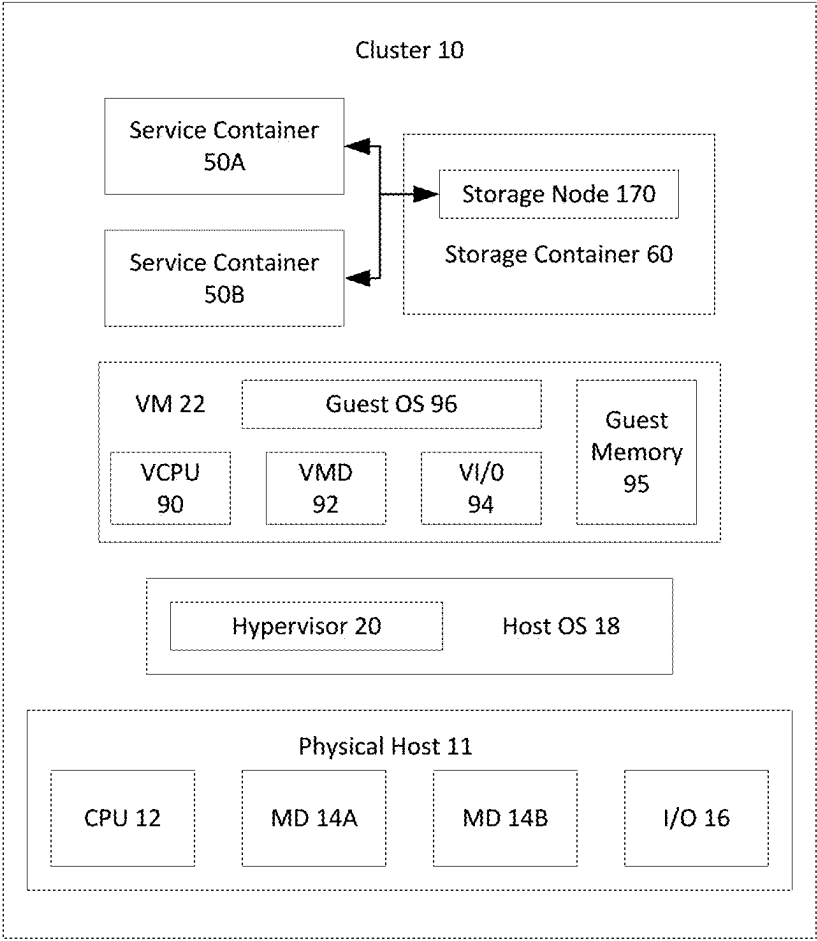 Cluster 10
Service Container
50A
Storage Node 170
Storage Container 60
Service Container
50B
VM 22
Guest OS 96
Guest
Memory
95
VCPU
90
VMD
92
VI/0
94
Hypervisor 20
Host OS 18
Physical Host 11
CPU 12
MD 14A
MD 14B
I/O 16